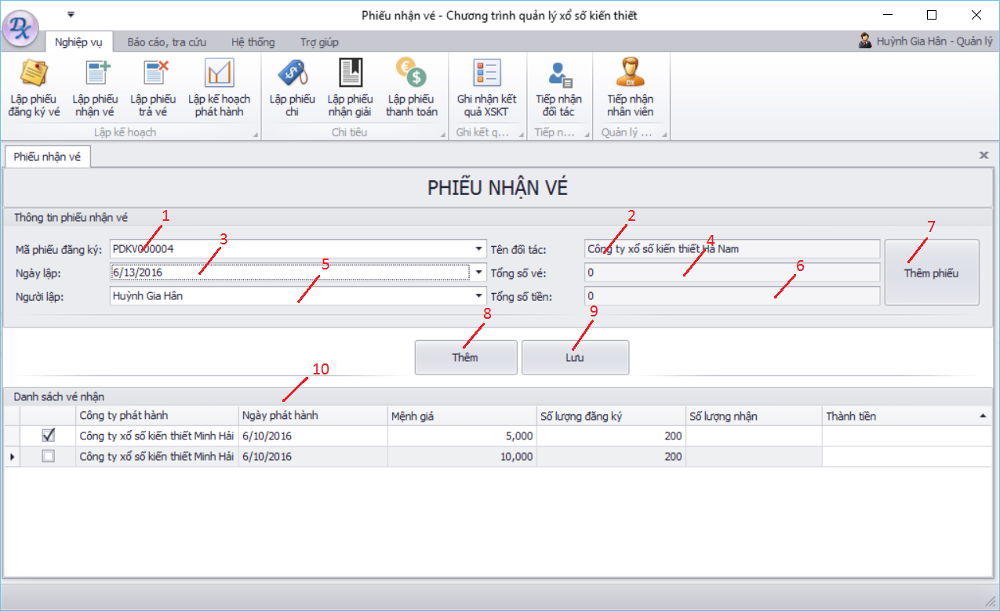 Phiếu nhận vé - Chương trình quản lý xổ số kiến thiết
DX
Nghiệp vụ Báo cáo, tra cứu Hệ thống Trợ giúp Huỳnh Gia Hân - Quản lý
Lập phiếu đăng ký vé
Lập phiếu nhận vé
Lập phiếu trả vé
Lập kế hoạch phát hành
Lập phiếu chi
Lập phiếu nhận giải
Lập phiếu thanh toán
Ghi nhận kết quả XSKT
Tiếp nhận đối tác
DX
Tiếp nhận nhân viên
Lập kế hoạch Chi tiêu Ghi kết q... Tiếp n... Quản lý ...
Phiếu nhận vé
PHIẾU NHẬN VÉ
Thông tin phiếu nhận vé
1 2
Mã phiếu đăng ký: PDKV000004 Tên đối tác: Công ty xổ số kiến thiết Hà Nam
3 4 7
Ngày lập: 6/13/2016 Tổng số vé: 0 Thêm phiếu
5 6
Người lập: Huỳnh Gia Hân Tổng số tiền: 0
8 9
Thêm Lưu
10
Danh sách vé nhận
Công ty phát hành Ngày phát hành Mệnh giá Số lượng đăng ký Số lượng nhận Thành tiền
Công ty xổ số kiến thiết Minh Hải 6/10/2016 5,000 200
Công ty xổ số kiến thiết Minh Hải 6/10/2016 10,000 200